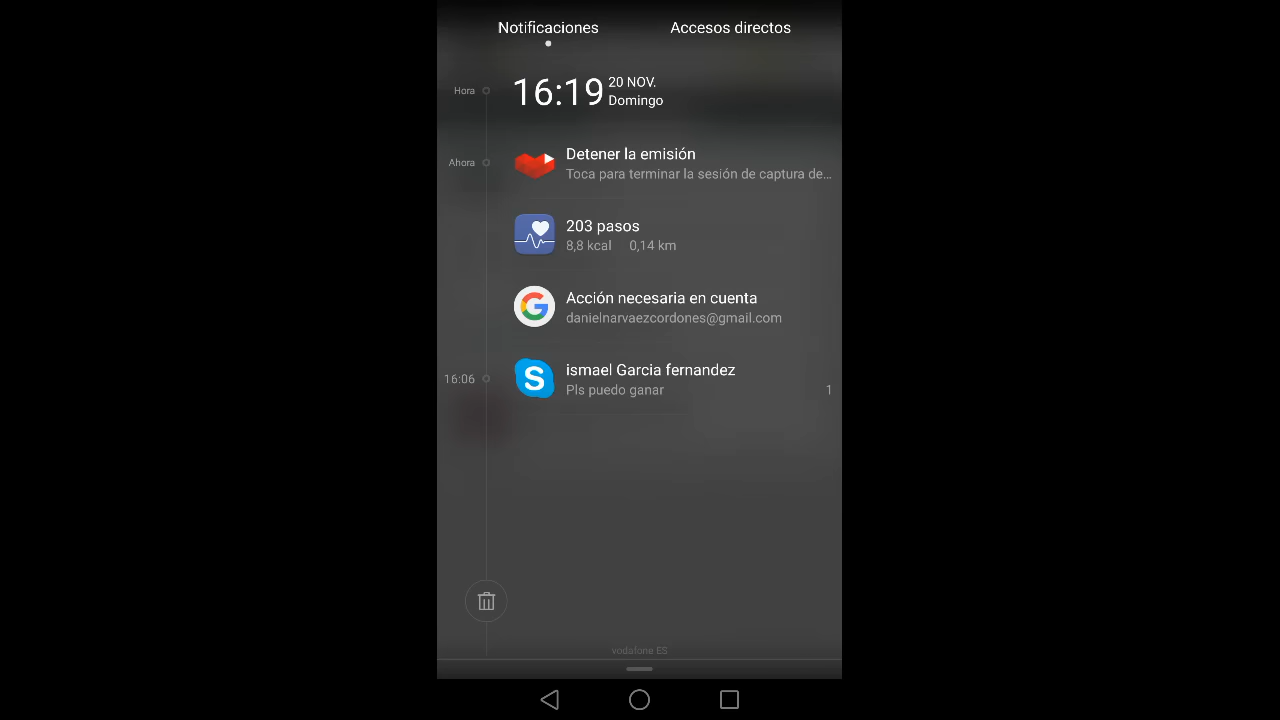 Notificaciones
Accesos directos
Hora
16:19
20 NOV.
Domingo
Ahora
Detener la emisión
Toca para terminar la sesión de captura de...
203 pasos
8,8 kcal 0,14 km
Acción necesaria en cuenta
danielnarvaezcordones@gmail.com
16:06
ismael Garcia fernandez
Pls puedo ganar
1
vodafone ES